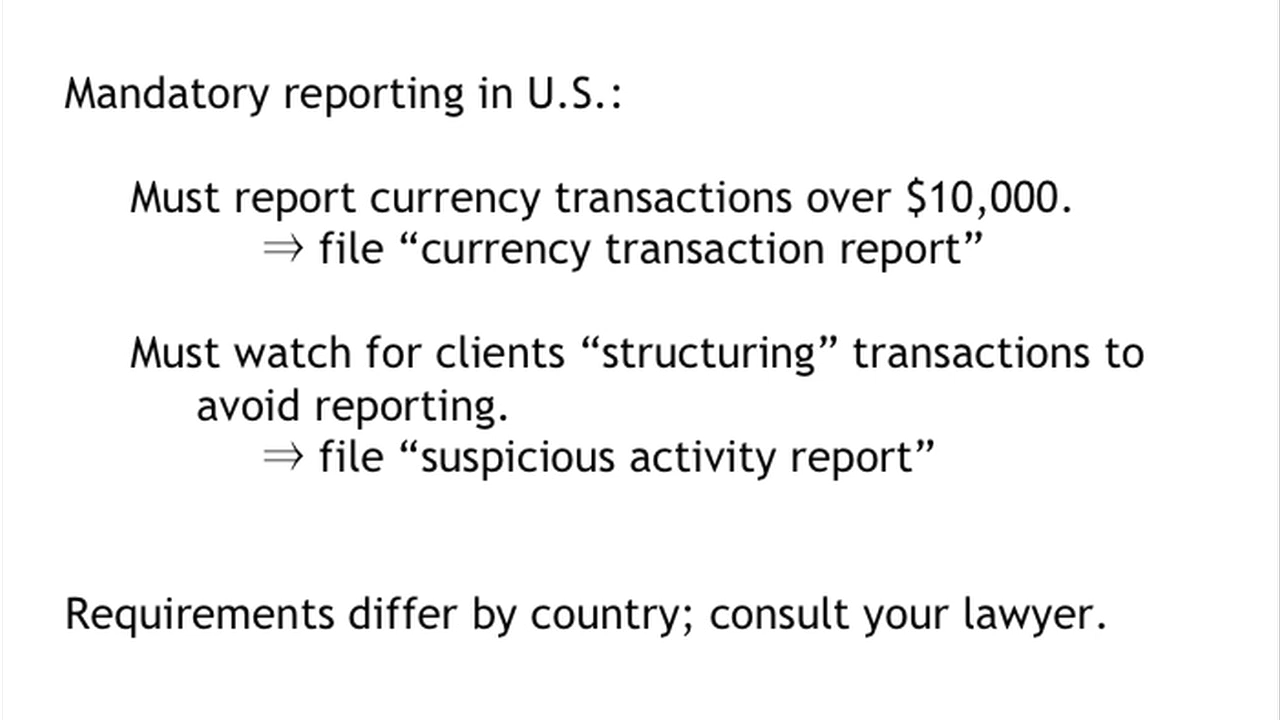 Mandatory reporting in U.S.:
Must report currency transactions over $10,000.
⇒ file “currency transaction report”
Must watch for clients “structuring” transactions to
avoid reporting.
⇒ file “suspicious activity report”
Requirements differ by country; consult your lawyer.